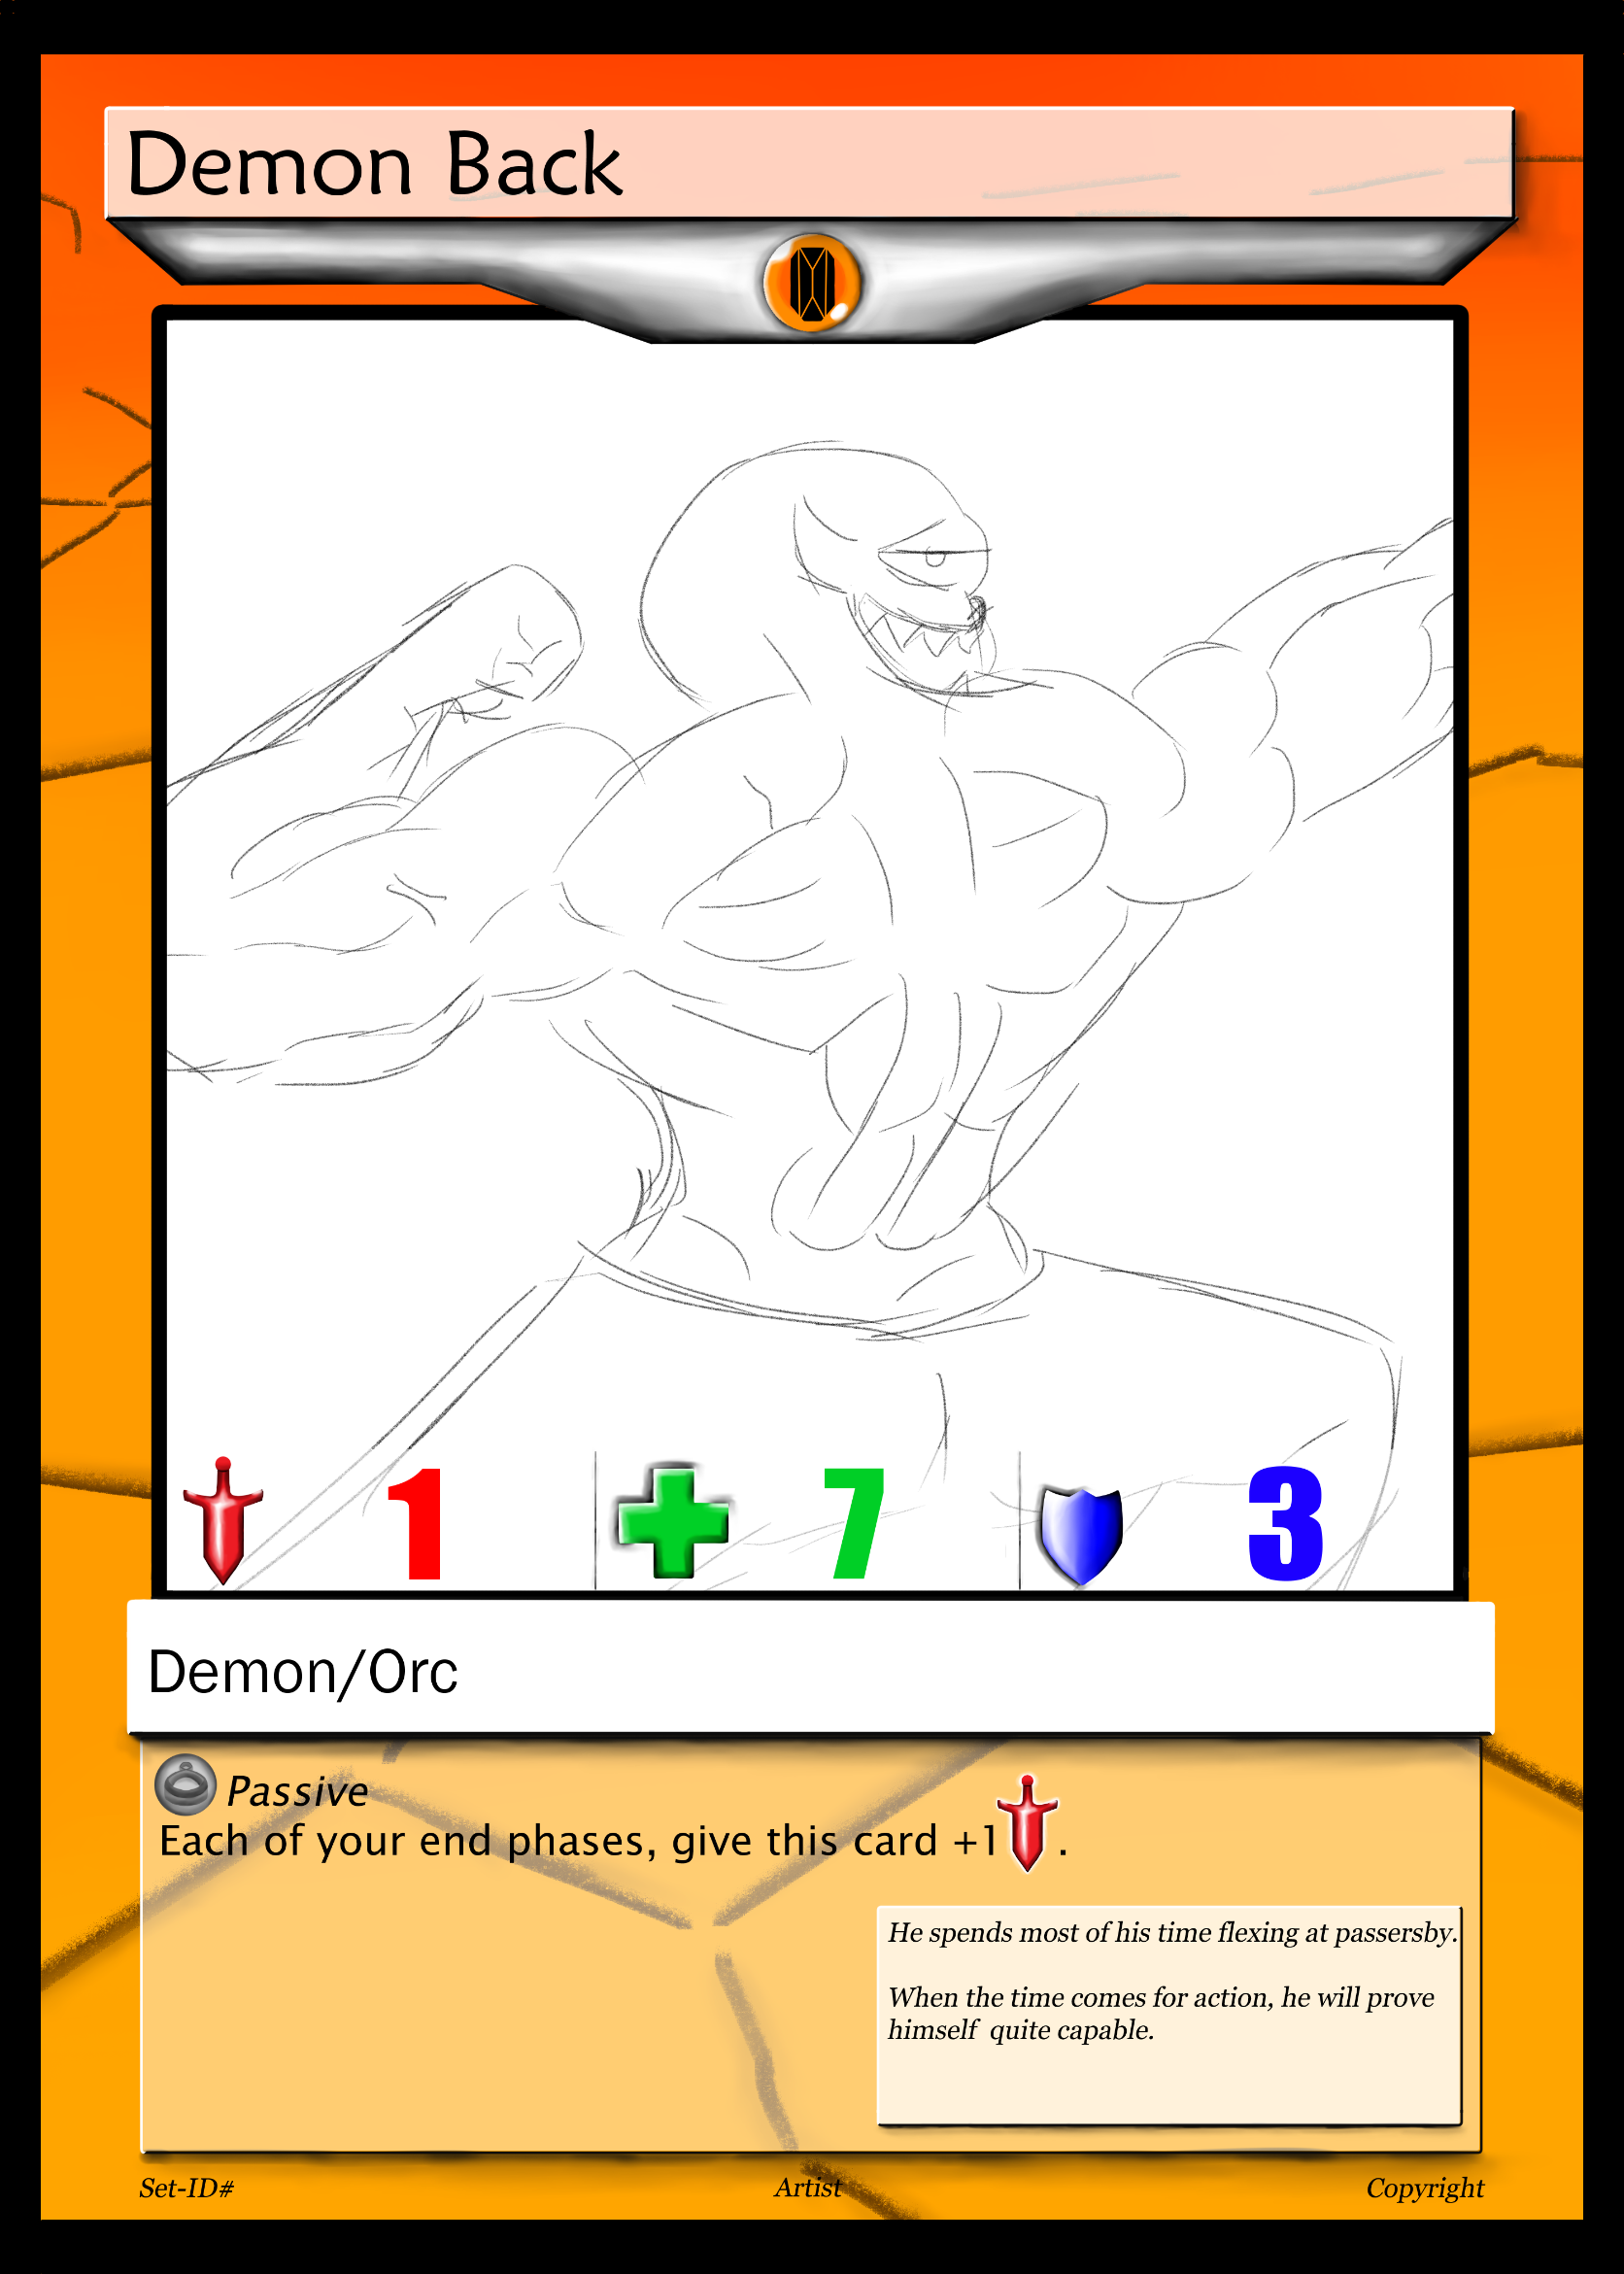 Demon Back
1 7 3
Demon/Orc
Passive
Each of your end phases, give this card +1 .
He spends most of his time flexing at passersby.
When the time comes for action, he will prove
himself  quite capable.
Set-ID# Artist Copyright